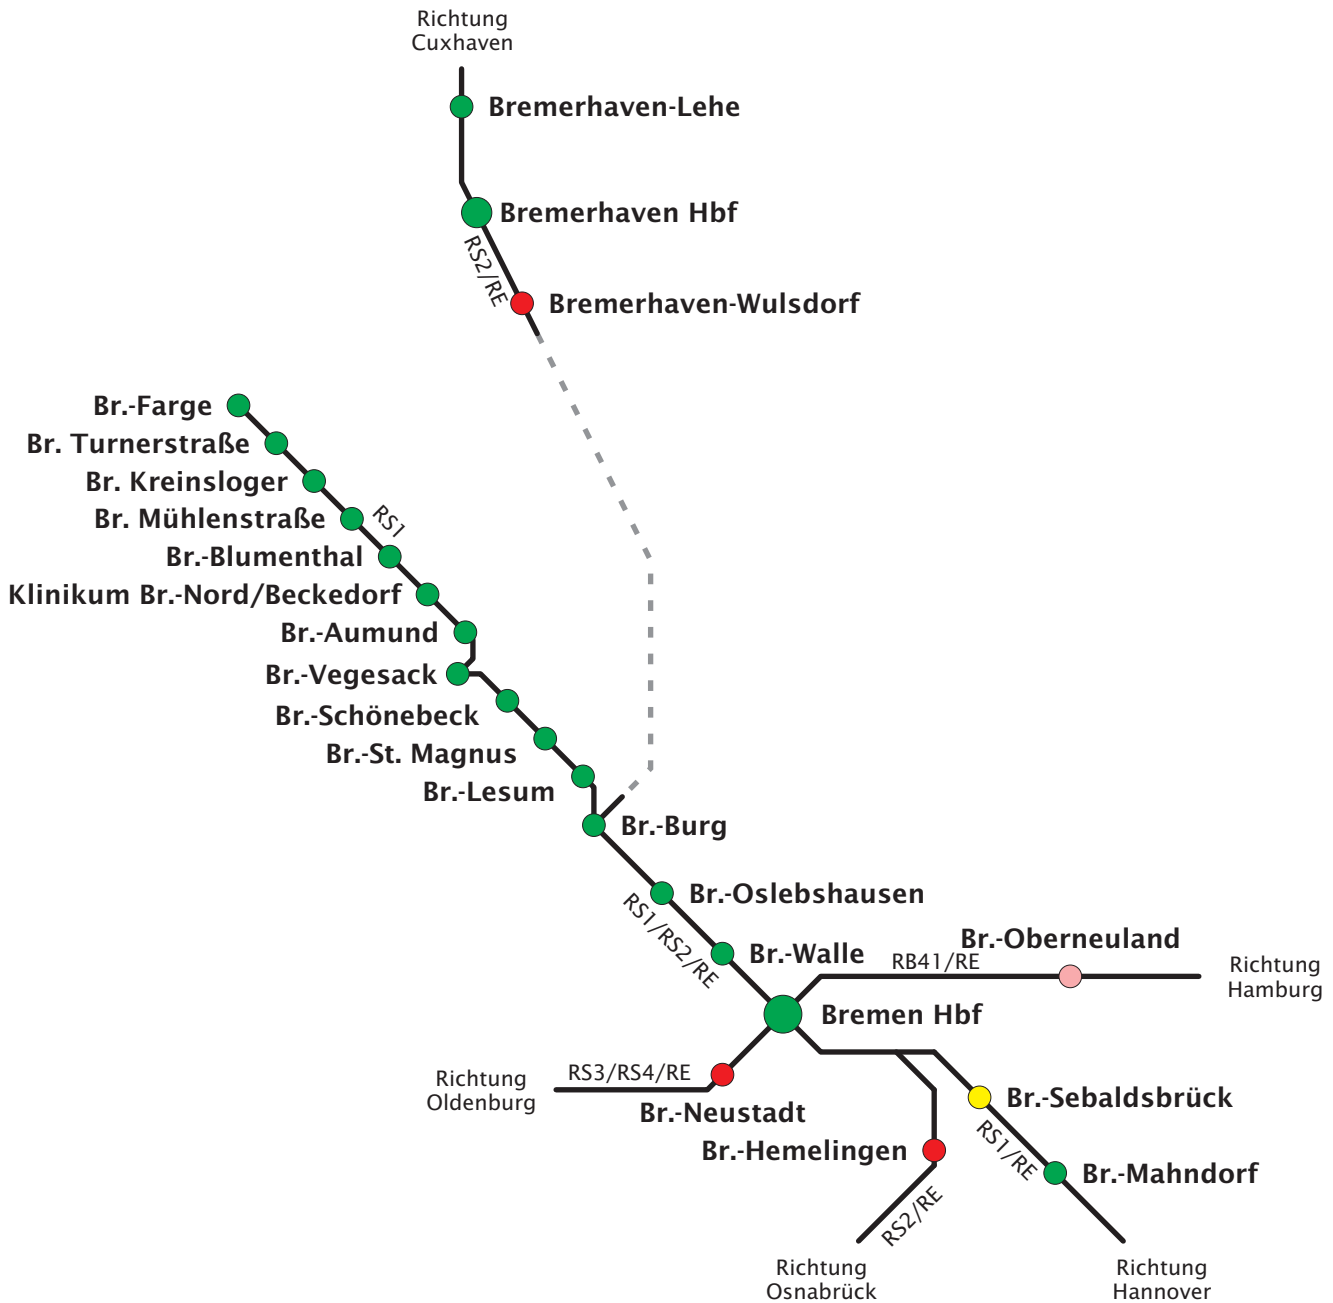 Richtung
Cuxhaven
Bremerhaven-Lehe
Bremerhaven Hbf
RS2/RE
Bremerhaven-Wulsdorf
Br.-Farge
Br. Turnerstraße
Br. Kreinsloger
Br. Mühlenstraße
RS1
Br.-Blumenthal
Klinikum Br.-Nord/Beckedorf
Br.-Aumund
Br.-Vegesack
Br.-Schönebeck
Br.-St. Magnus
Br.-Lesum
Br.-Burg
Br.-Oslebshausen
RS1/RS2/RE
Br.-Walle
Br.-Oberneuland
RB41/RE
Richtung
Hamburg
Bremen Hbf
RS3/RS4/RE
Richtung
Oldenburg
Br.-Neustadt
Br.-Sebaldsbrück
Br.-Hemelingen
RS1/RE
Br.-Mahndorf
RS2/RE
Richtung
Osnabrück
Richtung
Hannover